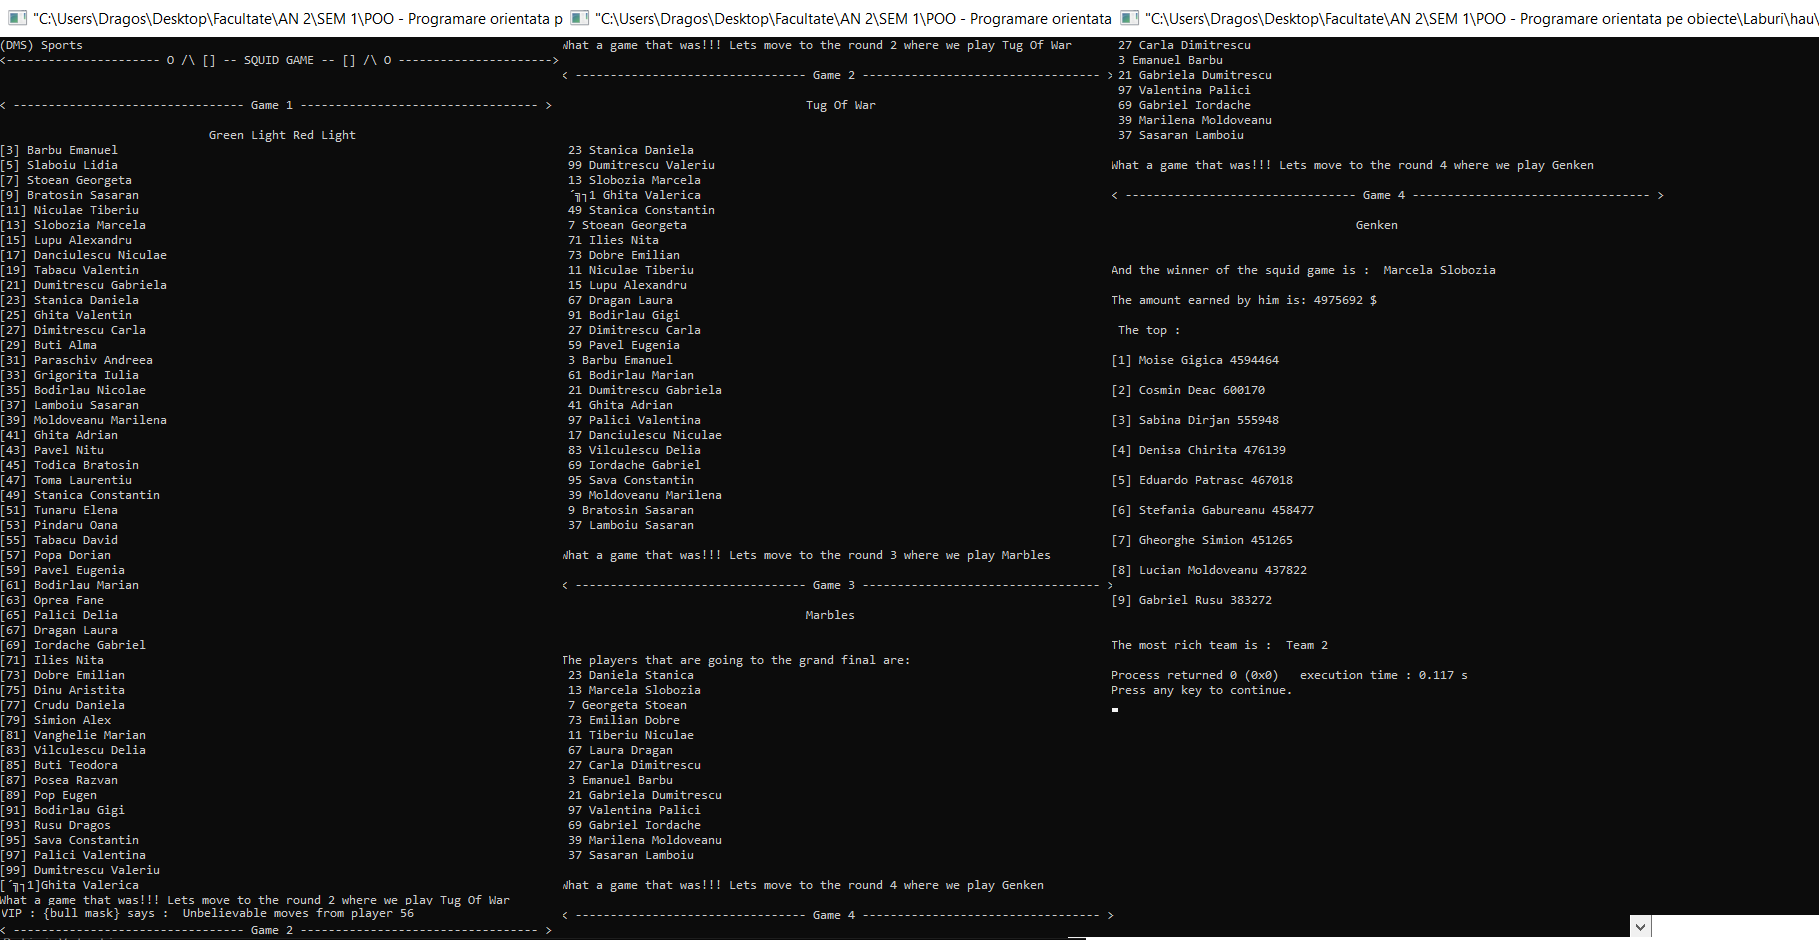 "C:\Users\Dragos\Desktop\Facultate\AN 2\SEM 1\POO - Programare orientata p
(DMS) Sports
<--------------------- O /\ [] -- SQUID GAME -- [] /\ O ---------------------->
< --------------------------------- Game 1 ---------------------------------- >
Green Light Red Light
[3] Barbu Emanuel
[5] Slaboiu Lidia
[7] Stoean Georgeta
[9] Bratosin Sasaran
[11] Niculae Tiberiu
[13] Slobozia Marcela
[15] Lupu Alexandru
[17] Danciulescu Niculae
[19] Tabacu Valentin
[21] Dumitrescu Gabriela
[23] Stanica Daniela
[25] Ghita Valentin
[27] Dimitrescu Carla
[29] Buti Alma
[31] Paraschiv Andreea
[33] Grigorita Iulia
[35] Bodirlau Nicolae
[37] Lamboiu Sasaran
[39] Moldoveanu Marilena
[41] Ghita Adrian
[43] Pavel Nitu
[45] Todica Bratosin
[47] Toma Laurentiu
[49] Stanica Constantin
[51] Tunaru Elena
[53] Pindaru Oana
[55] Tabacu David
[57] Popa Dorian
[59] Pavel Eugenia
[61] Bodirlau Marian
[63] Oprea Fane
[65] Palici Delia
[67] Dragan Laura
[69] Iordache Gabriel
[71] Ilies Nita
[73] Dobre Emilian
[75] Dinu Aristita
[77] Crudu Daniela
[79] Simion Alex
[81] Vanghelie Marian
[83] Vilculescu Delia
[85] Buti Teodora
[87] Posea Razvan
[89] Pop Eugen
[91] Bodirlau Gigi
[93] Rusu Dragos
[95] Sava Constantin
[97] Palici Valentina
[99] Dumitrescu Valeriu
[´╗┐1]Ghita Valerica
What a game that was!!! Lets move to the round 2 where we play Tug Of War
VIP : {bull mask} says :  Unbelievable moves from player 56
< --------------------------------- Game 2 ---------------------------------- >
"C:\Users\Dragos\Desktop\Facultate\AN 2\SEM 1\POO - Programare orientata
What a game that was!!! Lets move to the round 2 where we play Tug Of War
< --------------------------------- Game 2 ---------------------------------- >
Tug Of War
23 Stanica Daniela
99 Dumitrescu Valeriu
13 Slobozia Marcela
´╗┐1 Ghita Valerica
49 Stanica Constantin
7 Stoean Georgeta
71 Ilies Nita
73 Dobre Emilian
11 Niculae Tiberiu
15 Lupu Alexandru
67 Dragan Laura
91 Bodirlau Gigi
27 Dimitrescu Carla
59 Pavel Eugenia
3 Barbu Emanuel
61 Bodirlau Marian
21 Dumitrescu Gabriela
41 Ghita Adrian
97 Palici Valentina
17 Danciulescu Niculae
83 Vilculescu Delia
69 Iordache Gabriel
95 Sava Constantin
39 Moldoveanu Marilena
9 Bratosin Sasaran
37 Lamboiu Sasaran
What a game that was!!! Lets move to the round 3 where we play Marbles
< --------------------------------- Game 3 ---------------------------------- >
Marbles
The players that are going to the grand final are:
23 Daniela Stanica
13 Marcela Slobozia
7 Georgeta Stoean
73 Emilian Dobre
11 Tiberiu Niculae
67 Laura Dragan
27 Carla Dimitrescu
3 Emanuel Barbu
21 Gabriela Dumitrescu
97 Valentina Palici
69 Gabriel Iordache
39 Marilena Moldoveanu
37 Sasaran Lamboiu
What a game that was!!! Lets move to the round 4 where we play Genken
< --------------------------------- Game 4 ---------------------------------- >
"C:\Users\Dragos\Desktop\Facultate\AN 2\SEM 1\POO - Programare orientata pe obiecte\Laburi\hau\
27 Carla Dimitrescu
3 Emanuel Barbu
21 Gabriela Dumitrescu
97 Valentina Palici
69 Gabriel Iordache
39 Marilena Moldoveanu
37 Sasaran Lamboiu
What a game that was!!! Lets move to the round 4 where we play Genken
< --------------------------------- Game 4 ---------------------------------- >
Genken
And the winner of the squid game is :  Marcela Slobozia
The amount earned by him is: 4975692 $
The top :
[1] Moise Gigica 4594464
[2] Cosmin Deac 600170
[3] Sabina Dirjan 555948
[4] Denisa Chirita 476139
[5] Eduardo Patrasc 467018
[6] Stefania Gabureanu 458477
[7] Gheorghe Simion 451265
[8] Lucian Moldoveanu 437822
[9] Gabriel Rusu 383272
The most rich team is :  Team 2
Process returned 0 (0x0)   execution time : 0.117 s
Press any key to continue.